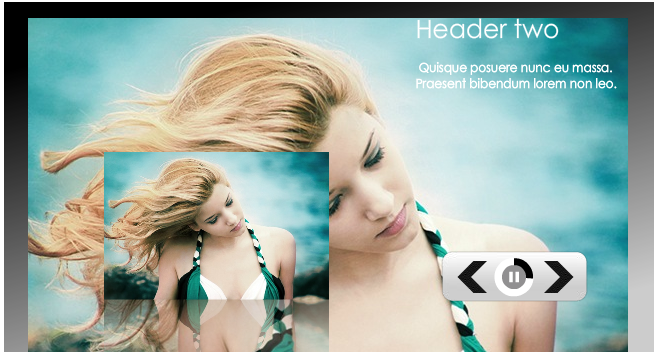 Header two
Quisque posuere nunc eu massa.
Praesent bibendum lorem non leo.